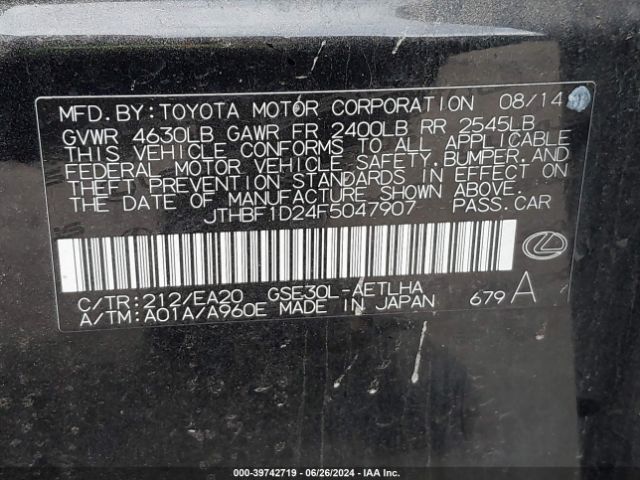 MFD. BY: TOYOTA MOTOR CORPORATION 08/14
GVWR 4630LB GAWR FR 2400LB RR 2545LB
THIS VEHICLE CONFORMS TO ALL APPLICABLE
FEDERAL MOTOR VEHICLE SAFETY, BUMPER, AND
THEFT PREVENTION STANDARDS IN EFFECT ON
THE DATE OF MANUFACTURE SHOWN ABOVE.
JTHBF1D24F5047907 PASS. CAR
C/TR: 212/EA20 GSE30L-AETLHA
A/TM: A01A/A960E MADE IN JAPAN 679 A
000-39742719 - 06/26/2024 - IAA Inc.